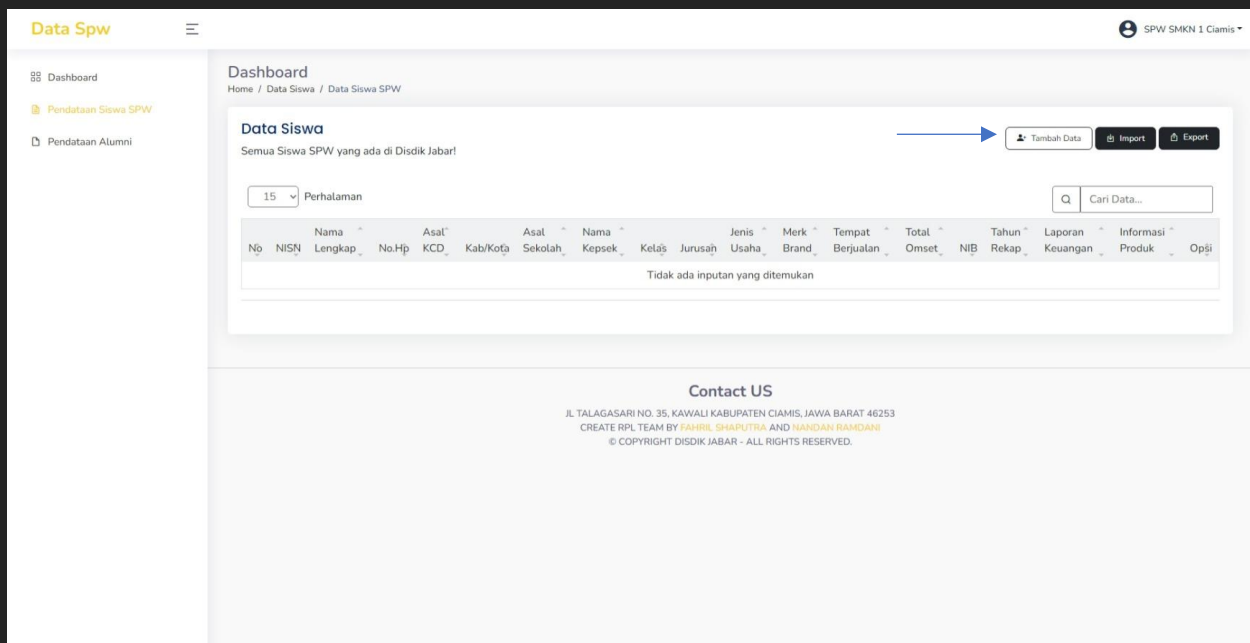 Data Spw
SPW SMKN 1 Ciamis
Dashboard
Pendataan Siswa SPW
Pendataan Alumni
Dashboard
Home / Data Siswa / Data Siswa SPW
Data Siswa
Semua Siswa SPW yang ada di Disdik Jabar!
Tambah Data
Import
Export
15 Perhalaman
Cari Data...
No NISN Nama Lengkap No.Hp Asal KCD Kab/Kota Asal Sekolah Nama Kepsek Kelas Jurusan Jenis Usaha Merk Brand Tempat Berjualan Total Omset NIB Tahun Rekap Laporan Keuangan Informasi Produk Opsi
Tidak ada inputan yang ditemukan
Contact US
JL TALAGASARI NO. 35, KAWALI KABUPATEN CIAMIS, JAWA BARAT 46253
CREATE RPL TEAM BY FAHRIL SHAPUTRA AND NANDAN RAMDANI
© COPYRIGHT DISDIK JABAR - ALL RIGHTS RESERVED.